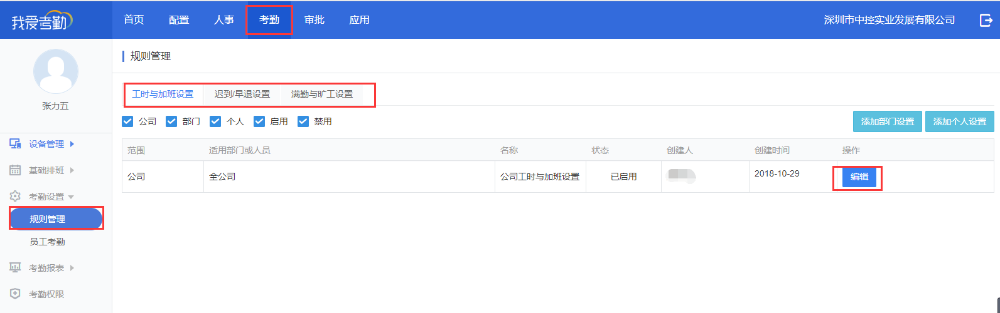 我爱考勤
首页 配置 人事 考勤 审批 应用
深圳市中控实业发展有限公司
张力五
设备管理
基础排班
考勤设置
规则管理
员工考勤
考勤报表
考勤权限
规则管理
工时与加班设置 迟到/早退设置 满勤与旷工设置
公司 部门 个人 启用 禁用
添加部门设置 添加个人设置
范围 适用部门或人员 名称 状态 创建人 创建时间 操作
公司 全公司 公司工时与加班设置 已启用 2018-10-29 编辑